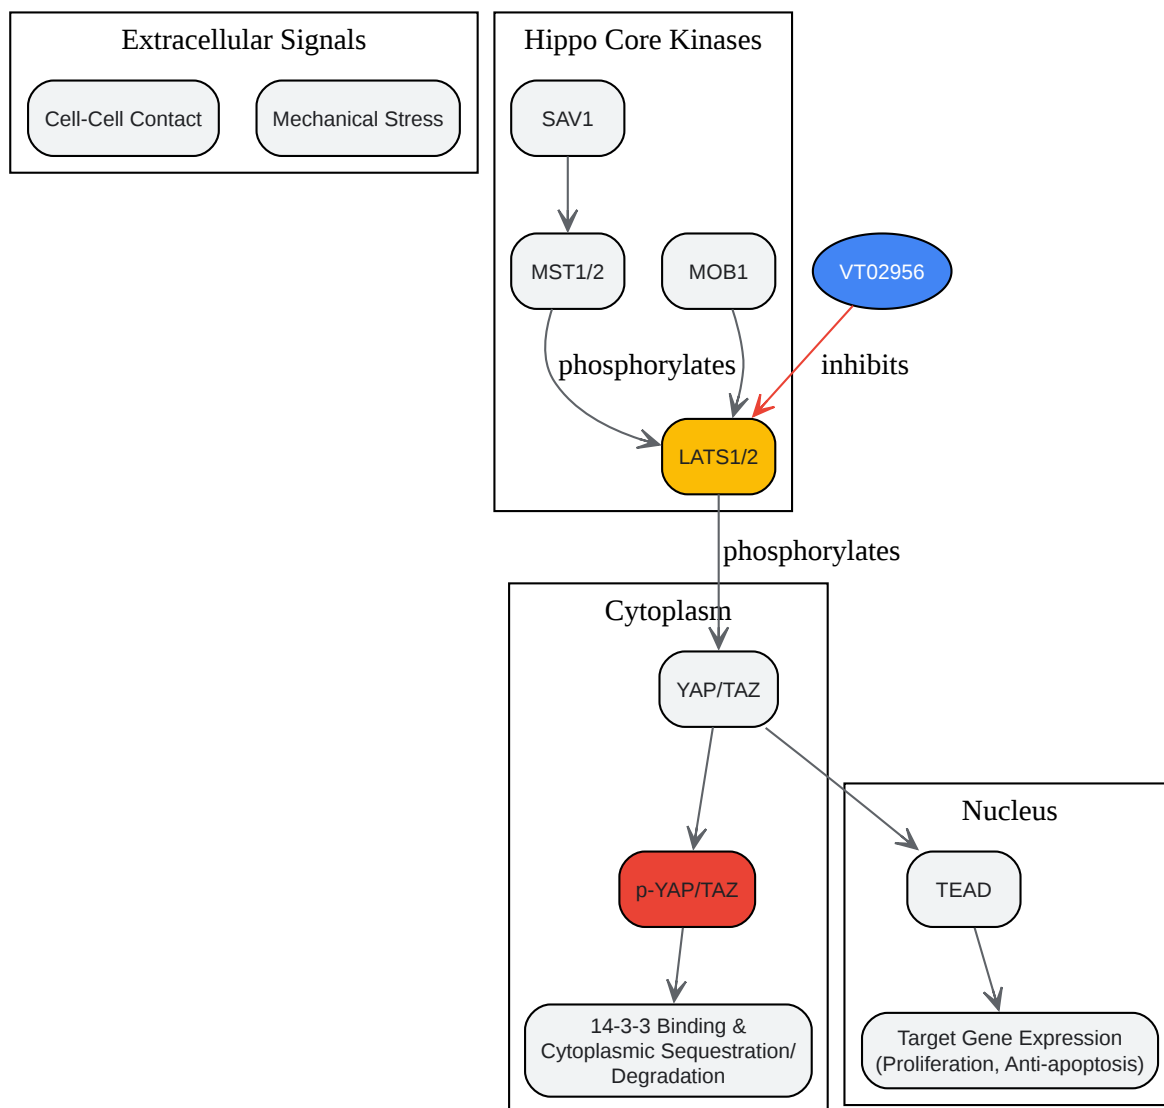 Extracellular Signals
Cell-Cell Contact
Mechanical Stress
Hippo Core Kinases
SAV1
MST1/2
MOB1
VT02956
phosphorylates
inhibits
LATS1/2
phosphorylates
Cytoplasm
YAP/TAZ
Nucleus
p-YAP/TAZ
TEAD
14-3-3 Binding &
Cytoplasmic Sequestration/
Degradation
Target Gene Expression
(Proliferation, Anti-apoptosis)